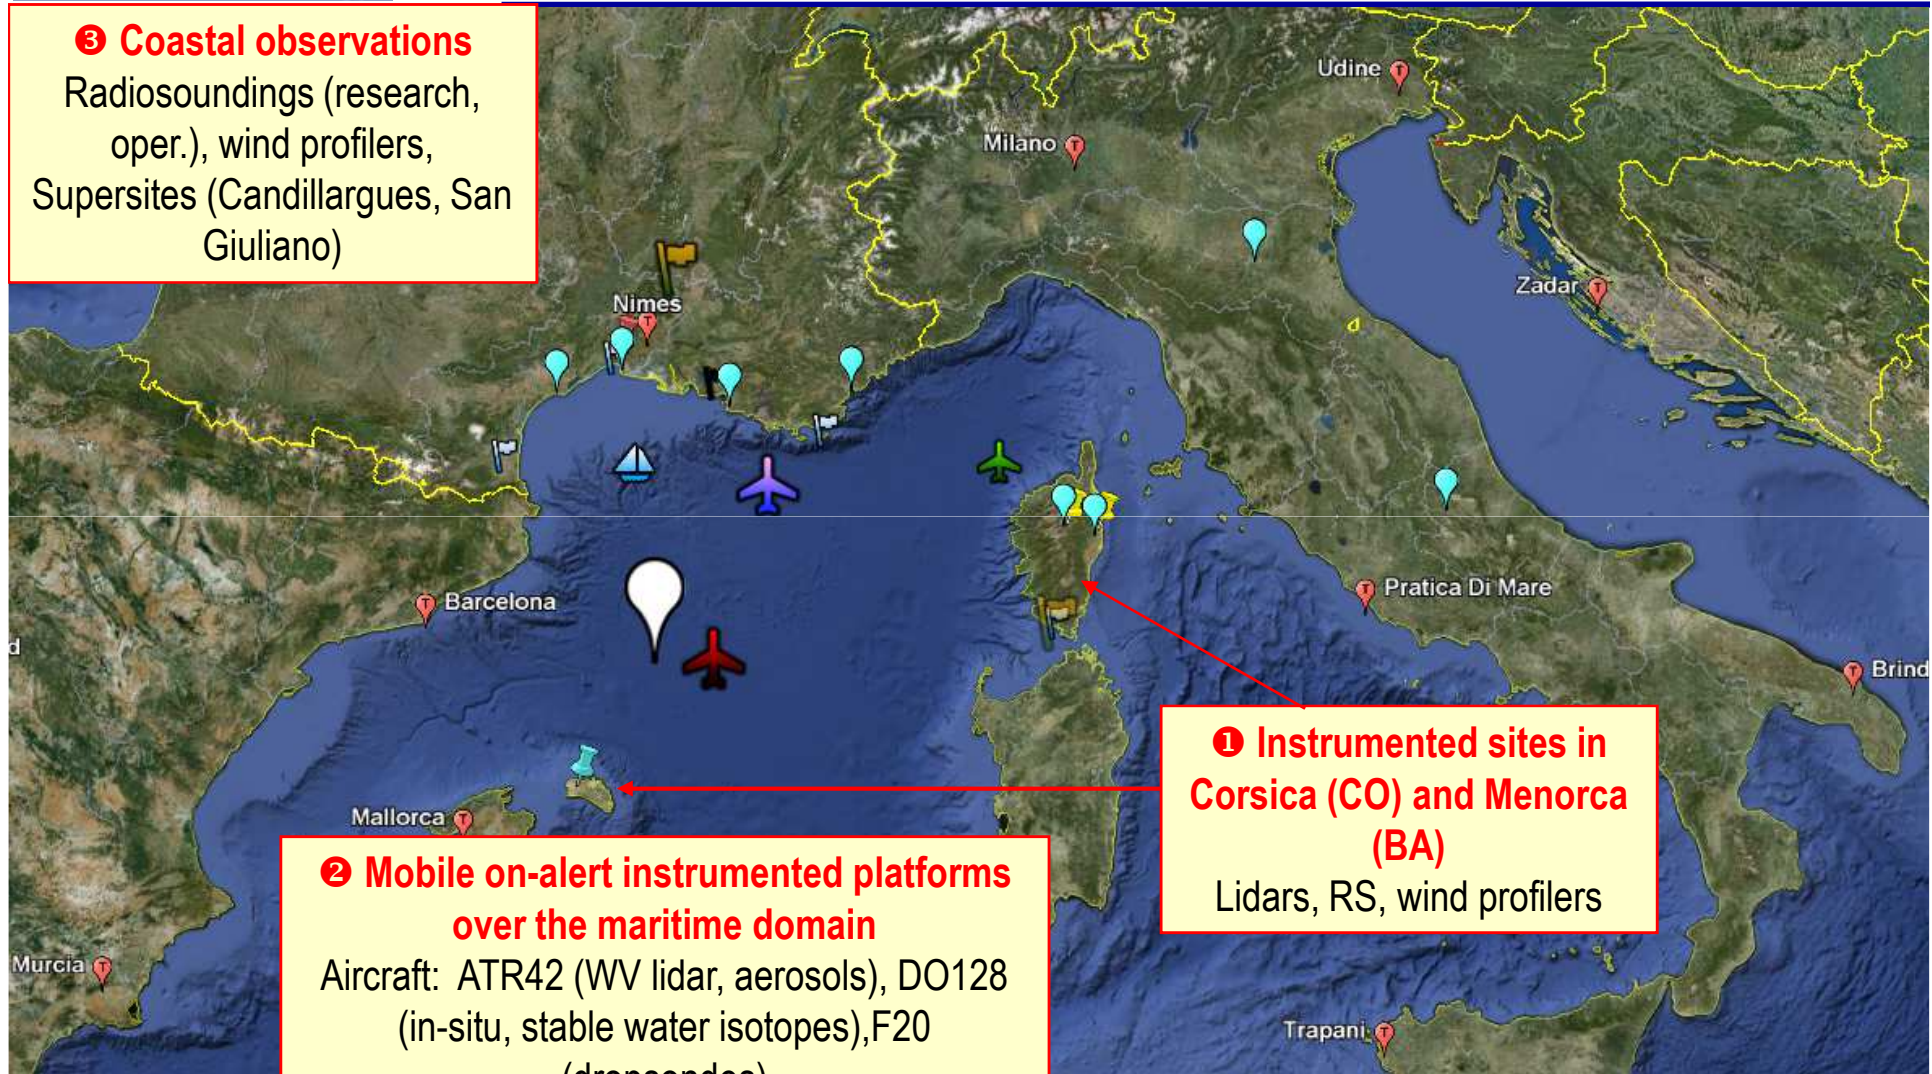 ❸ Coastal observations
Radiosoundings (research,
oper.), wind profilers,
Supersites (Candillargues, San
Giuliano)
Udine
Milano
Zadar
Nimes
Barcelona
Pratica Di Mare
d
Brind
❶ Instrumented sites in
Corsica (CO) and Menorca
(BA)
Lidars, RS, wind profilers
Mallorca
❷ Mobile on-alert instrumented platforms
over the maritime domain
Aircraft: ATR42 (WV lidar, aerosols), DO128
(in-situ, stable water isotopes),F20
(dropsondes)
Murcia
Trapani